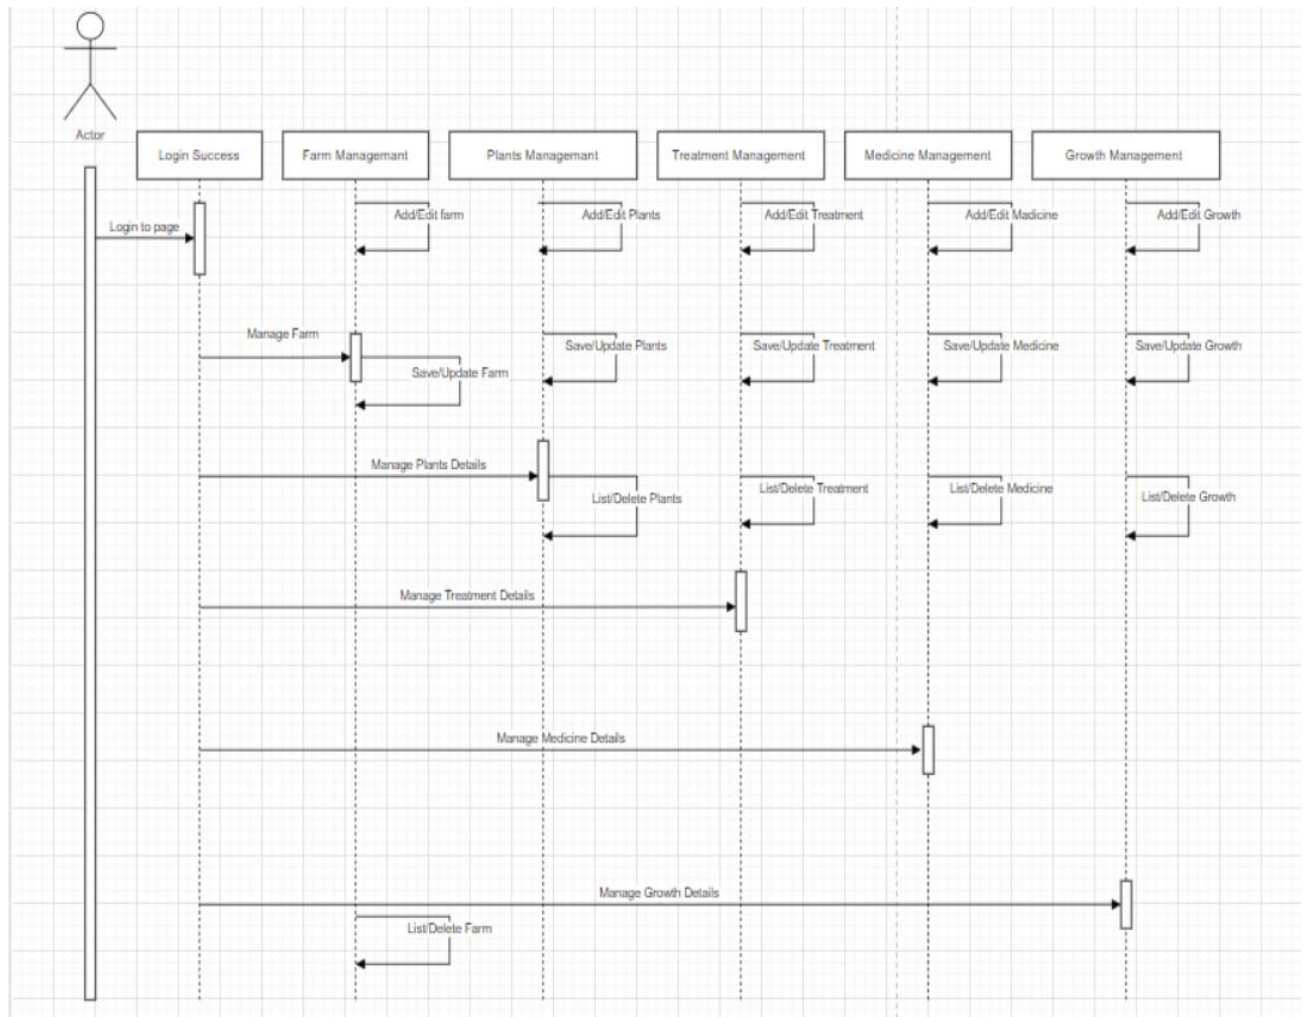 Actor
Login Success
Farm Managemant
Plants Managmant
Treatment Management
Medicine Management
Growth Management
Add/Edit farm
Add/Edit Plants
Add/Edit Treatment
Add/Edit Madicine
Add/Edit Growth
Login to page
Manage Farm
Save/Update Plants
Save/Update Treatment
Save/Update Medicine
Save/Update Growth
Save/Update Farm
Manage Plants Details
List/Delete Plants
List/Delete Treatment
List/Delete Medicine
List/Delete Growth
Manage Treatment Details
Manage Medicine Details
Manage Growth Details
List/Delete Farm